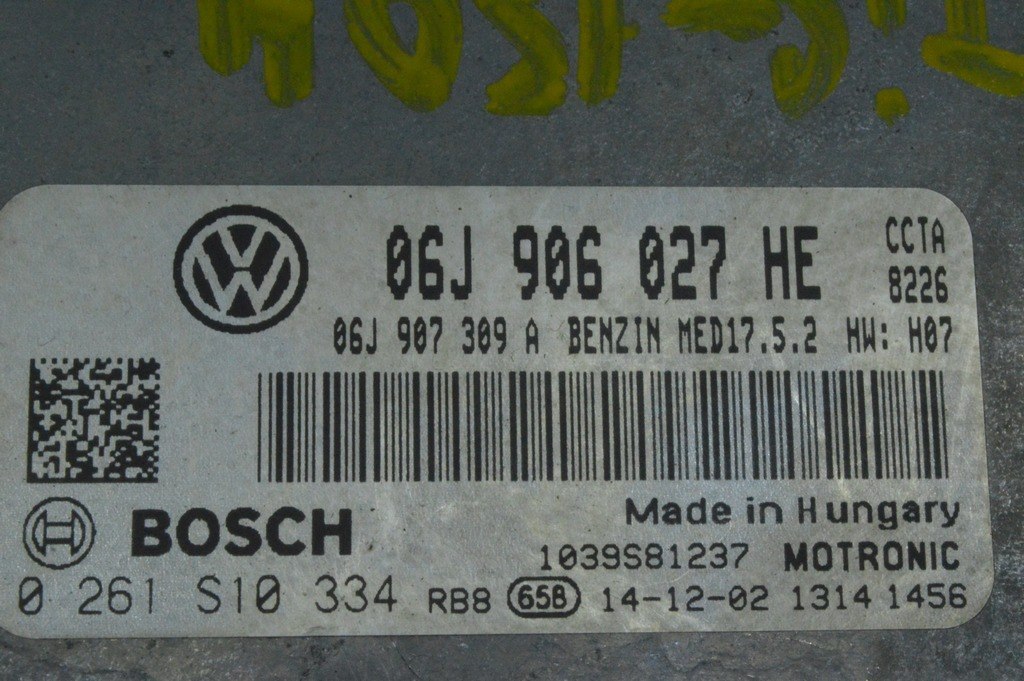 06J 906 027 HE
CCTA
8226
06J 907 309 A BENZIN MED17.5.2 HW: H07
Made in Hungary
BOSCH
1039S81237 MOTRONIC
0 261 S10 334 RB8 65B 14-12-02 1314 1456